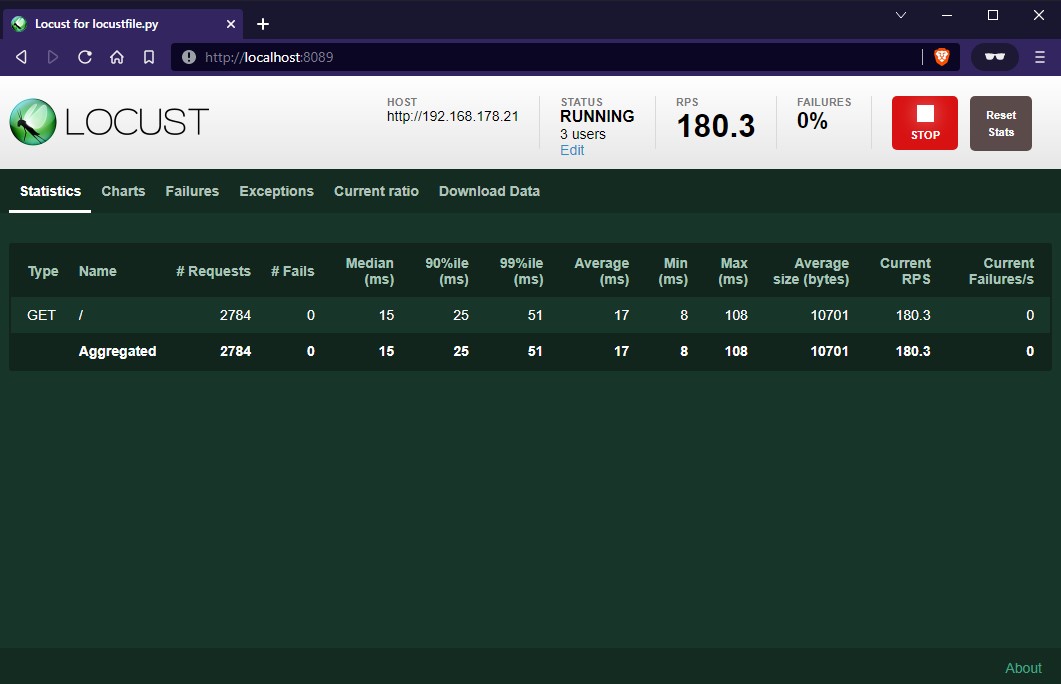 Locust for locustfile.py
http://localhost:8089
LOCUST
HOST
http://192.168.178.21
STATUS
RUNNING
3 users
Edit
RPS
180.3
FAILURES
0%
STOP
Reset
Stats
Statistics Charts Failures Exceptions Current ratio Download Data
Type Name # Requests # Fails Median (ms) 90%ile (ms) 99%ile (ms) Average (ms) Min (ms) Max (ms) Average size (bytes) Current RPS Current Failures/s
GET / 2784 0 15 25 51 17 8 108 10701 180.3 0
Aggregated 2784 0 15 25 51 17 8 108 10701 180.3 0
About